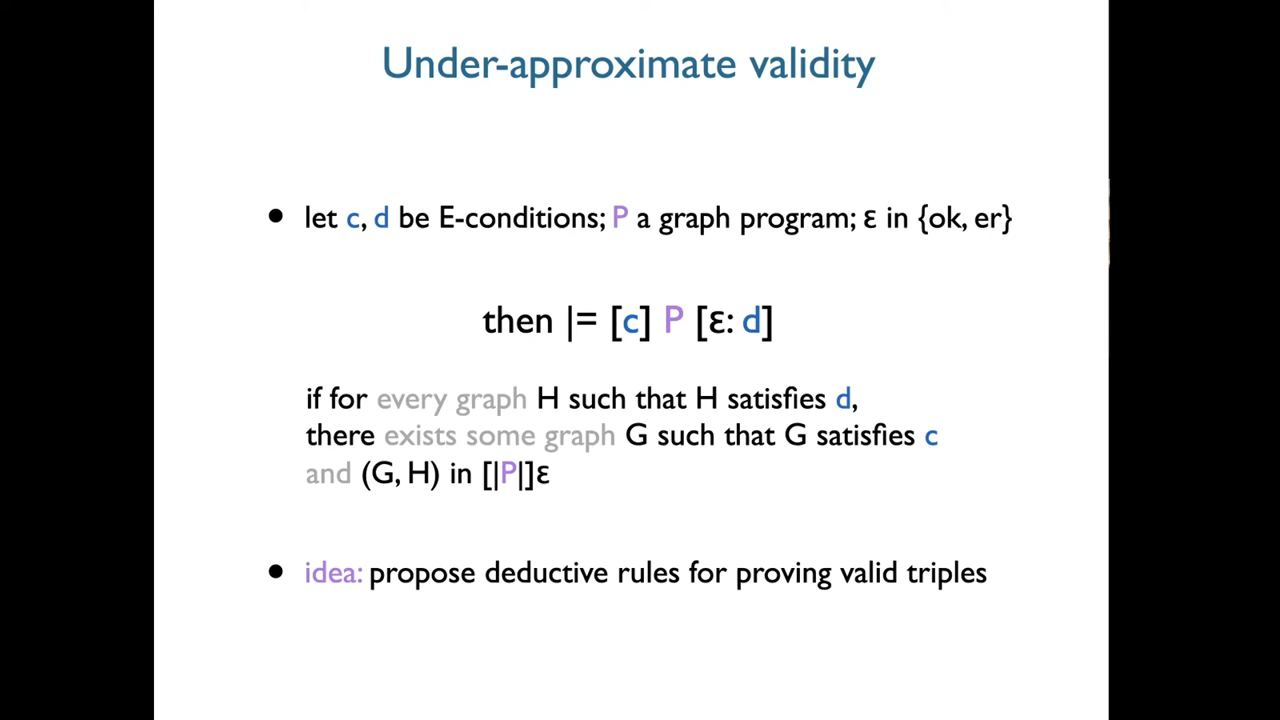 Under-approximate validity
• let c, d be E-conditions; P a graph program; ε in {ok, er}
then |= [c] P [ε: d]
if for every graph H such that H satisfies d,
there exists some graph G such that G satisfies c
and (G, H) in [|P|]ε
• idea: propose deductive rules for proving valid triples